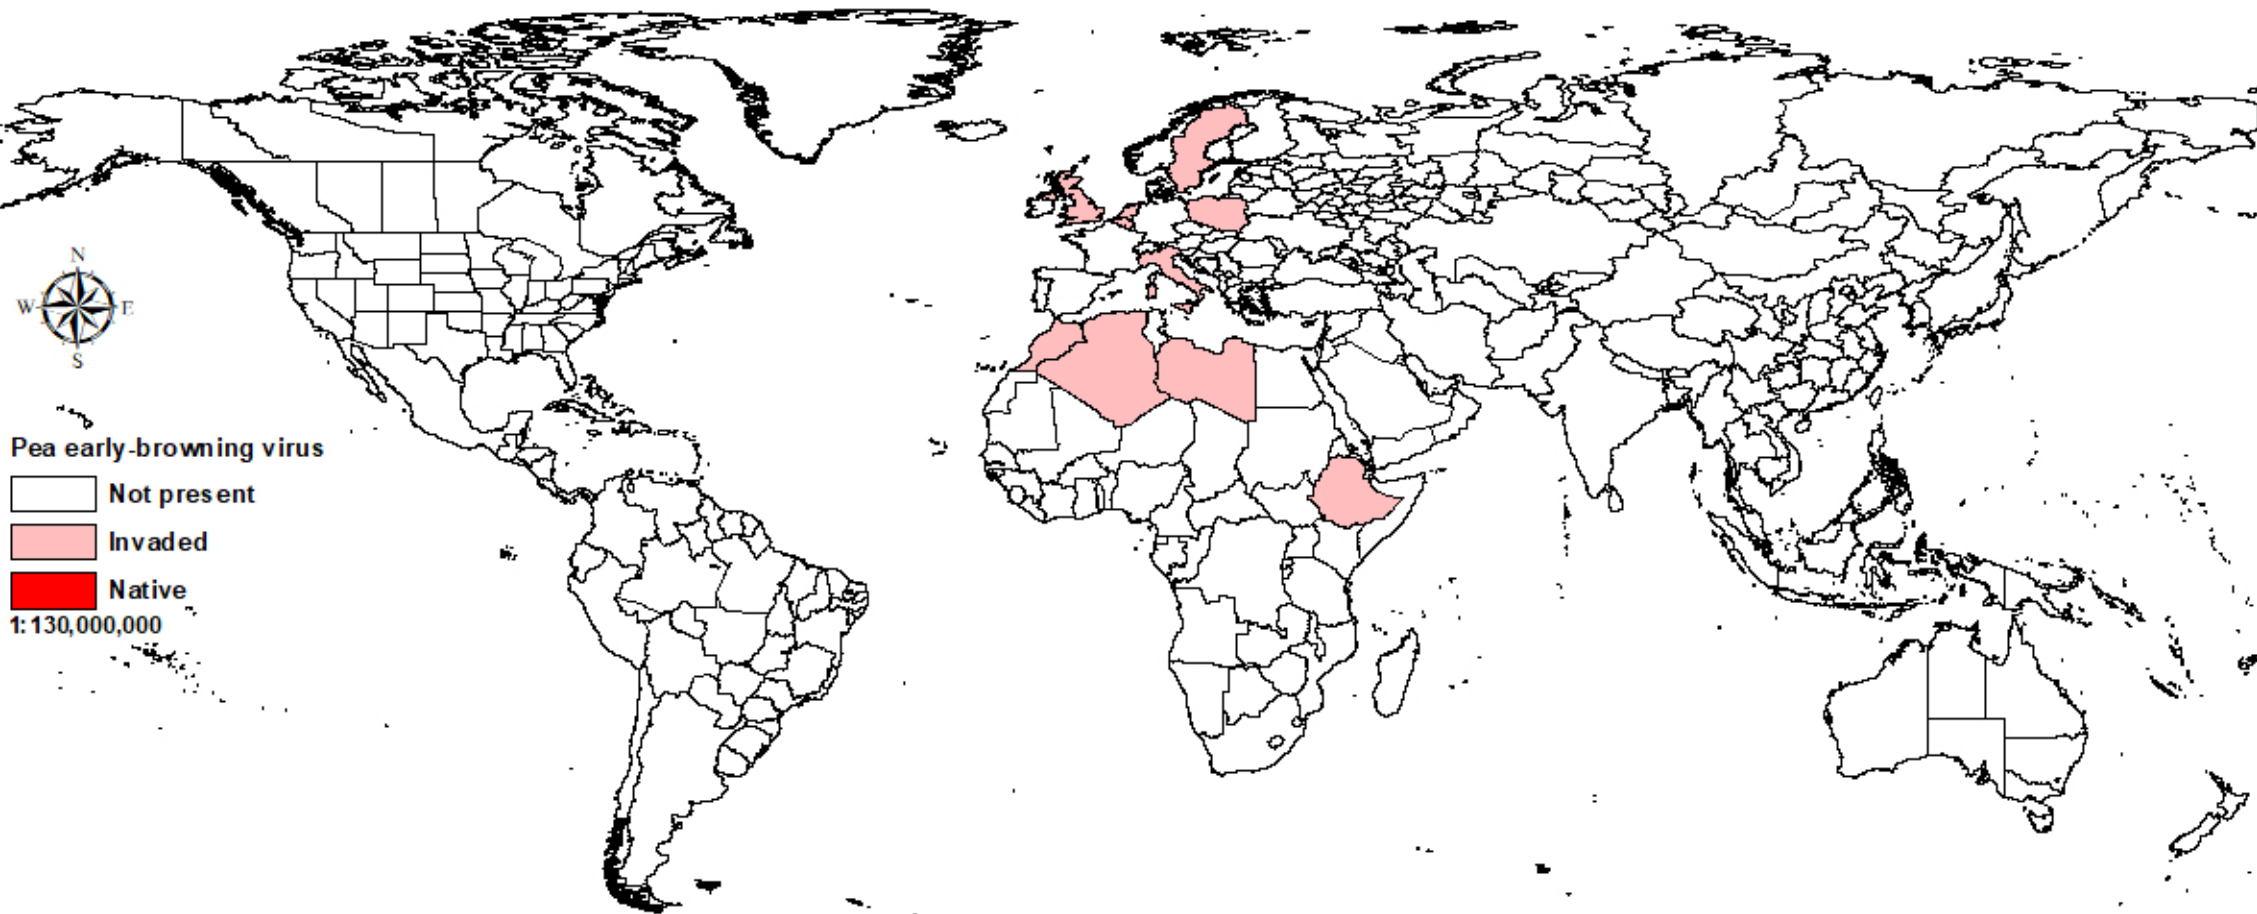 N
W E
S
Pea early-browning virus
Not present
Invaded
Native
1:130,000,000